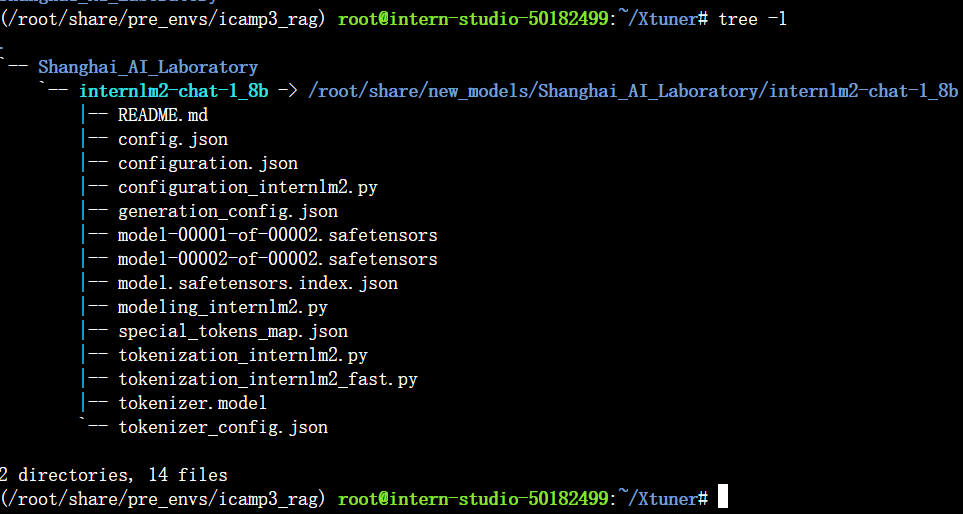 (/root/share/pre_envs/icamp3_rag) root@intern-studio-50182499:~/Xtuner# tree -l
.
`-- Shanghai_AI_Laboratory
    `-- internlm2-chat-1_8b -> /root/share/new_models/Shanghai_AI_Laboratory/internlm2-chat-1_8b
        |-- README.md
        |-- config.json
        |-- configuration.json
        |-- configuration_internlm2.py
        |-- generation_config.json
        |-- model-00001-of-00002.safetensors
        |-- model-00002-of-00002.safetensors
        |-- model.safetensors.index.json
        |-- modeling_internlm2.py
        |-- special_tokens_map.json
        |-- tokenization_internlm2.py
        |-- tokenization_internlm2_fast.py
        |-- tokenizer.model
        `-- tokenizer_config.json

2 directories, 14 files
(/root/share/pre_envs/icamp3_rag) root@intern-studio-50182499:~/Xtuner#